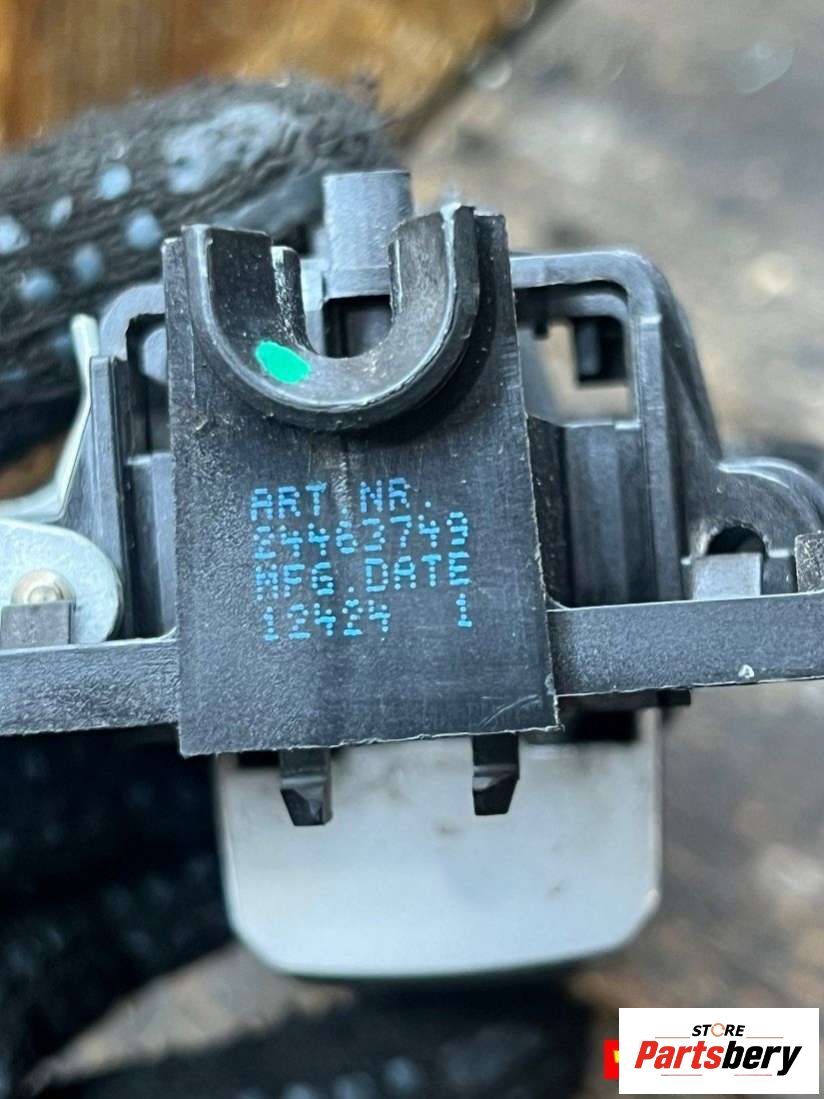 ART.NR.
24463749
MFG.DATE
12424 1
STORE
Partsbery